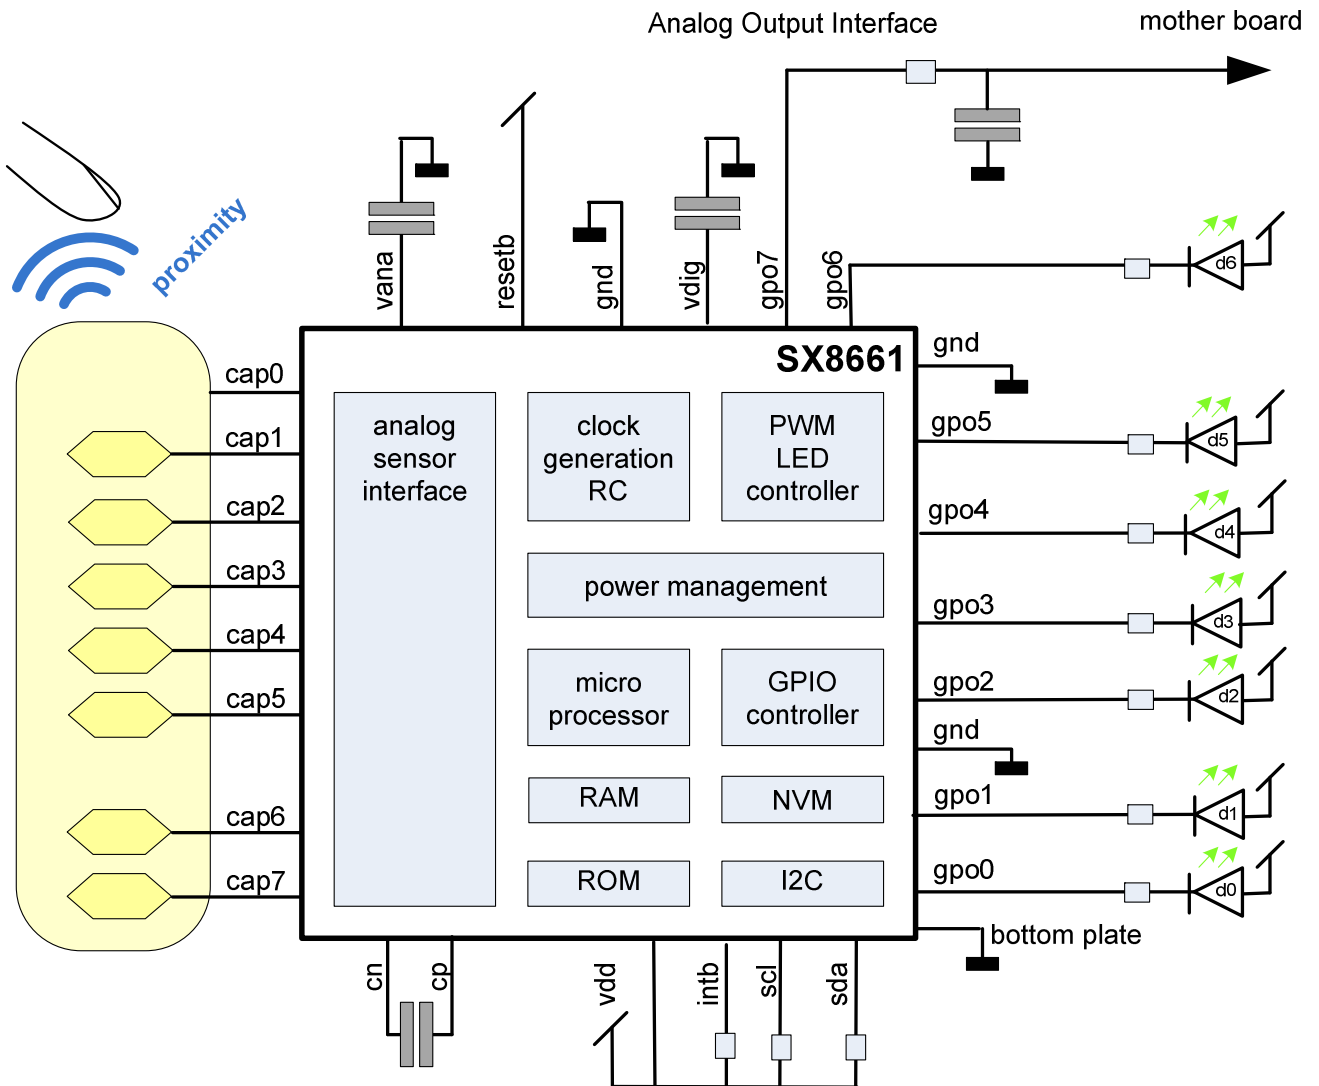 Analog Output Interface
mother board
proximity
vana
resetb
gnd
vdig
gpo7
gpo6
d6
SX8661
gnd
cap0
cap1
cap2
cap3
cap4
cap5
cap6
cap7
analog
sensor
interface
clock
generation
RC
PWM
LED
controller
power management
micro
processor
GPIO
controller
RAM
NVM
ROM
I2C
gpo5
d5
gpo4
d4
gpo3
d3
gpo2
d2
gnd
gpo1
d1
gpo0
d0
bottom plate
cn
cp
vdd
intb
scl
sda